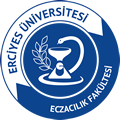 ERCİYES ÜNİVERSİTESİ
ECZACILIK FAKÜLTESİ